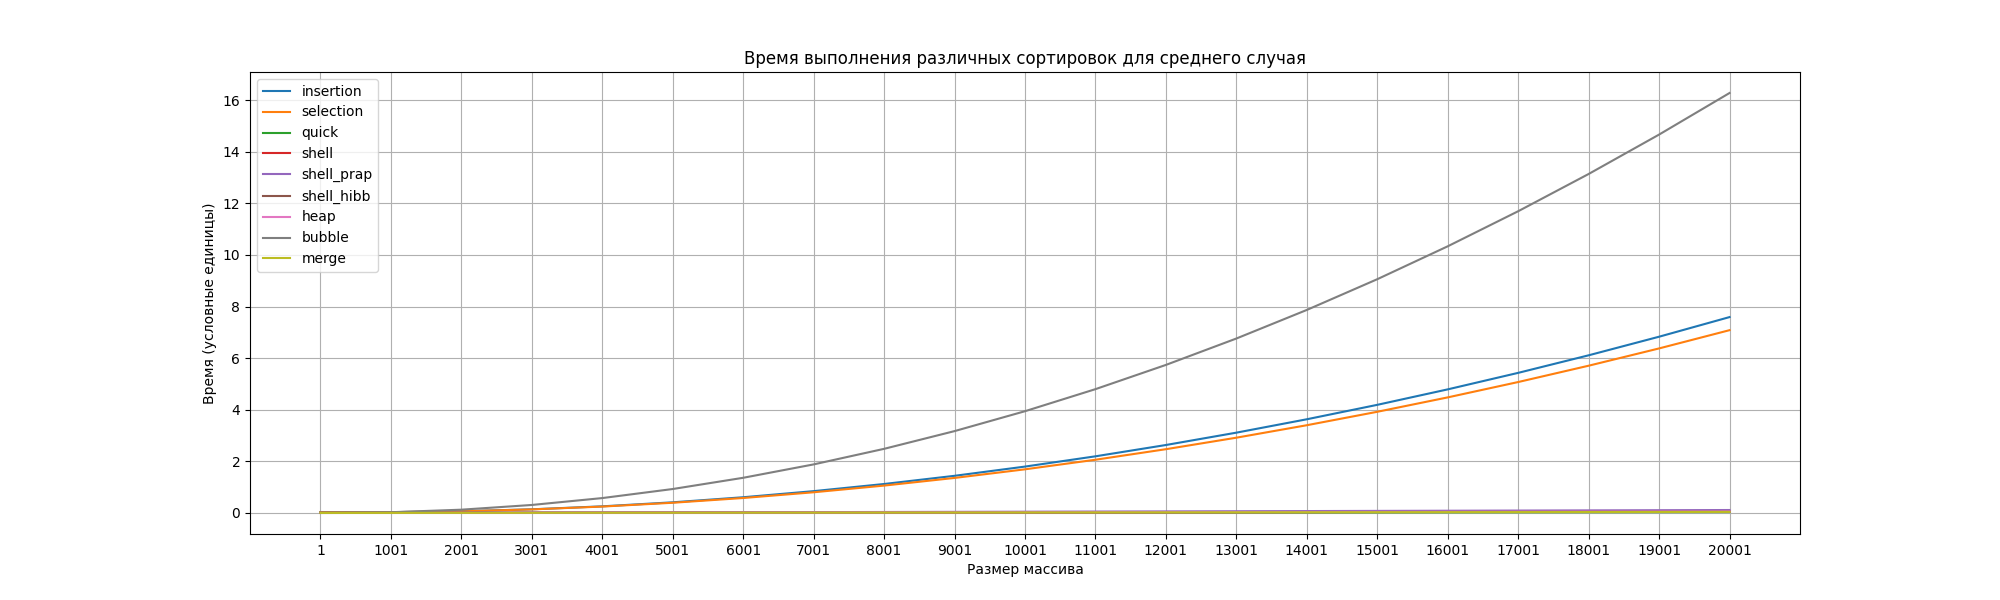 Время выполнения различных сортировок для среднего случая
insertion
selection
quick
shell
shell_prap
shell_hibb
heap
bubble
merge
Время (условные единицы)
16
14
12
10
8
6
4
2
0
1 1001 2001 3001 4001 5001 6001 7001 8001 9001 10001 11001 12001 13001 14001 15001 16001 17001 18001 19001 20001
Размер массива